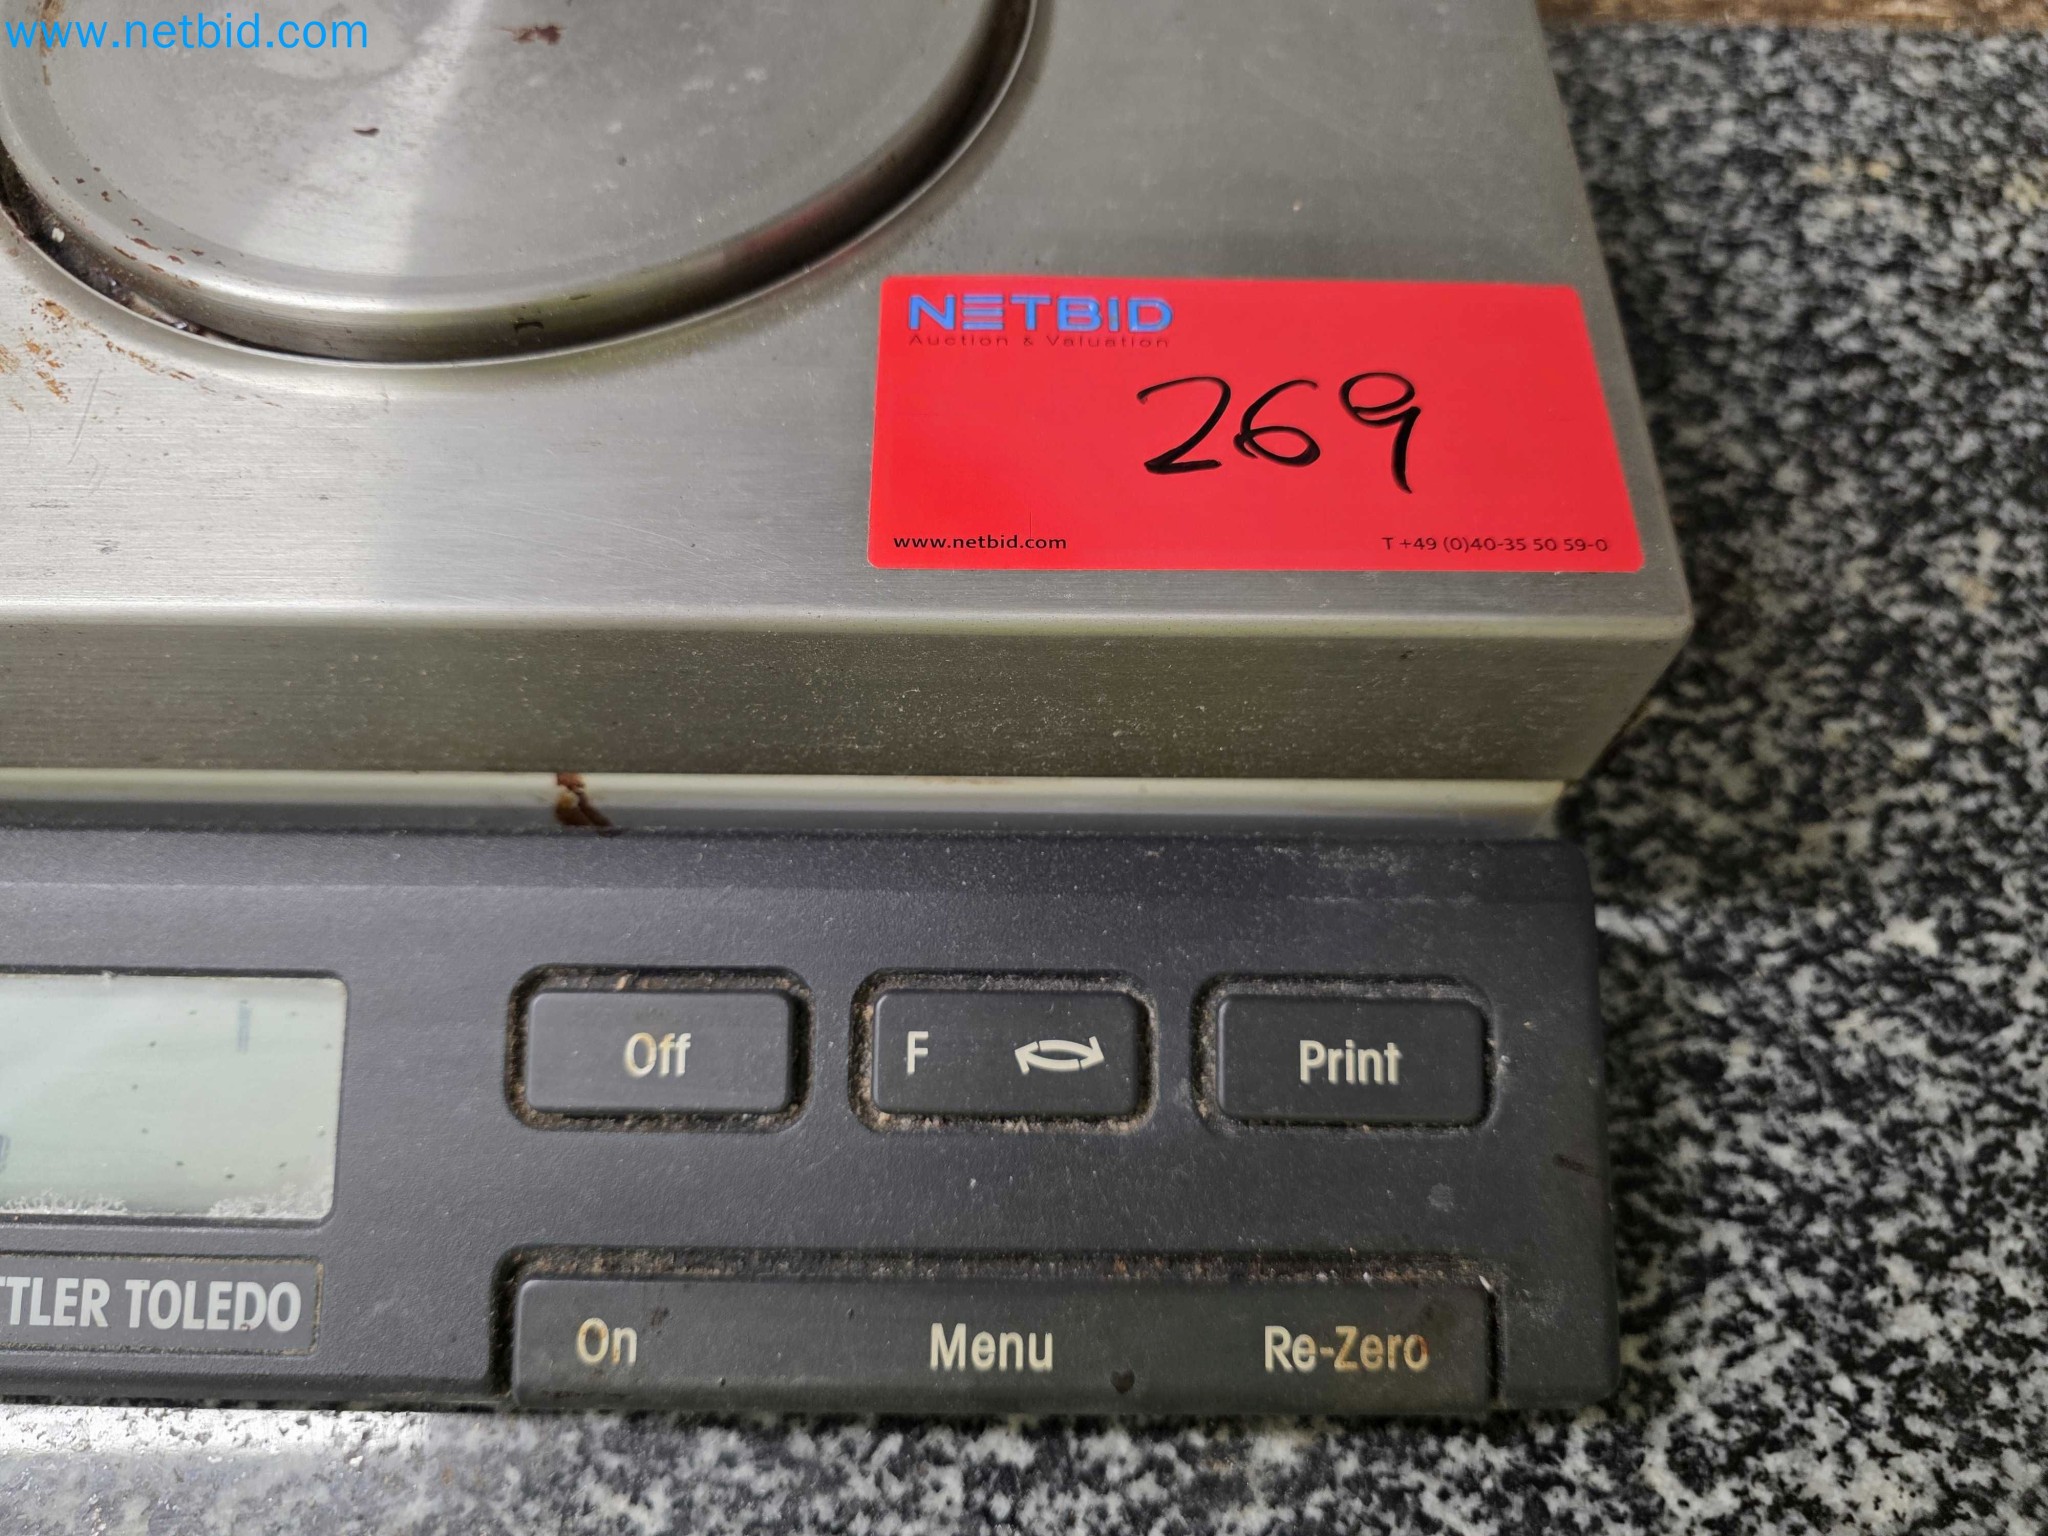 www.netbid.com
NETBID
Auction & Valuation
269
www.netbid.com T +49 (0)40-35 50 59-0
Off F Print
TTLER TOLEDO
On Menu Re-Zero